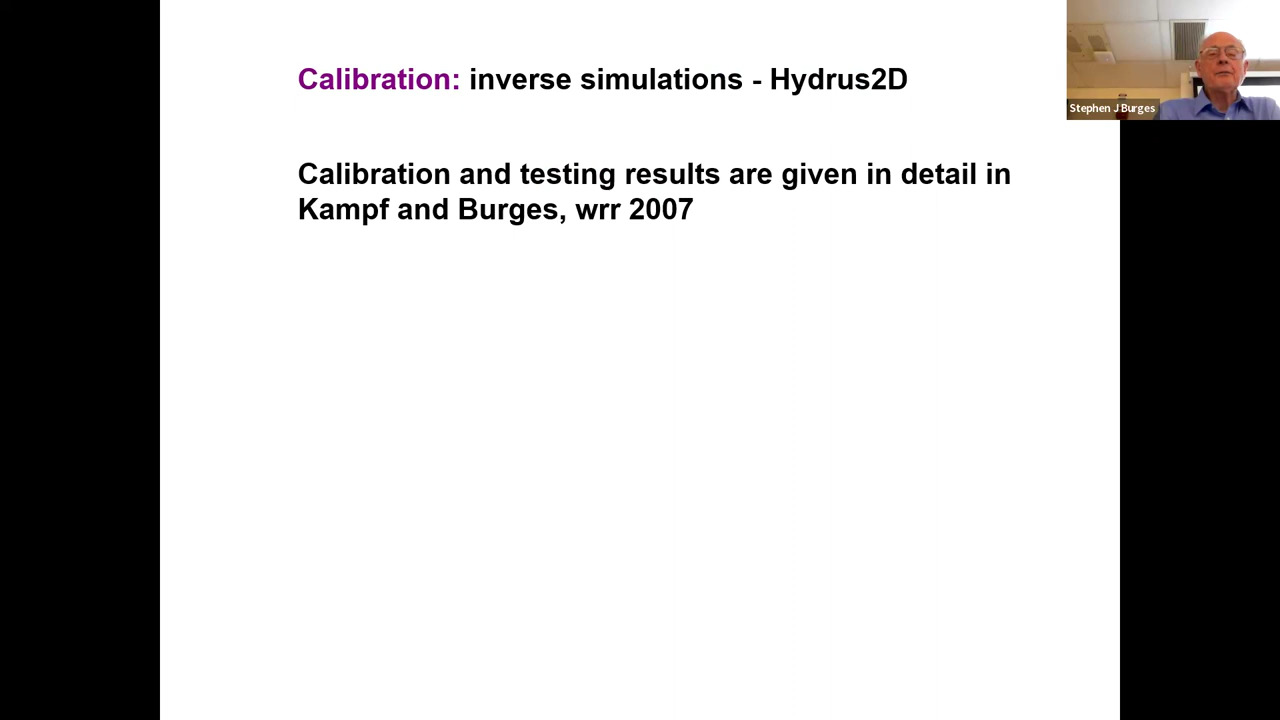 Calibration: inverse simulations - Hydrus2D
Stephen J Burges
Calibration and testing results are given in detail in
Kampf and Burges, wrr 2007